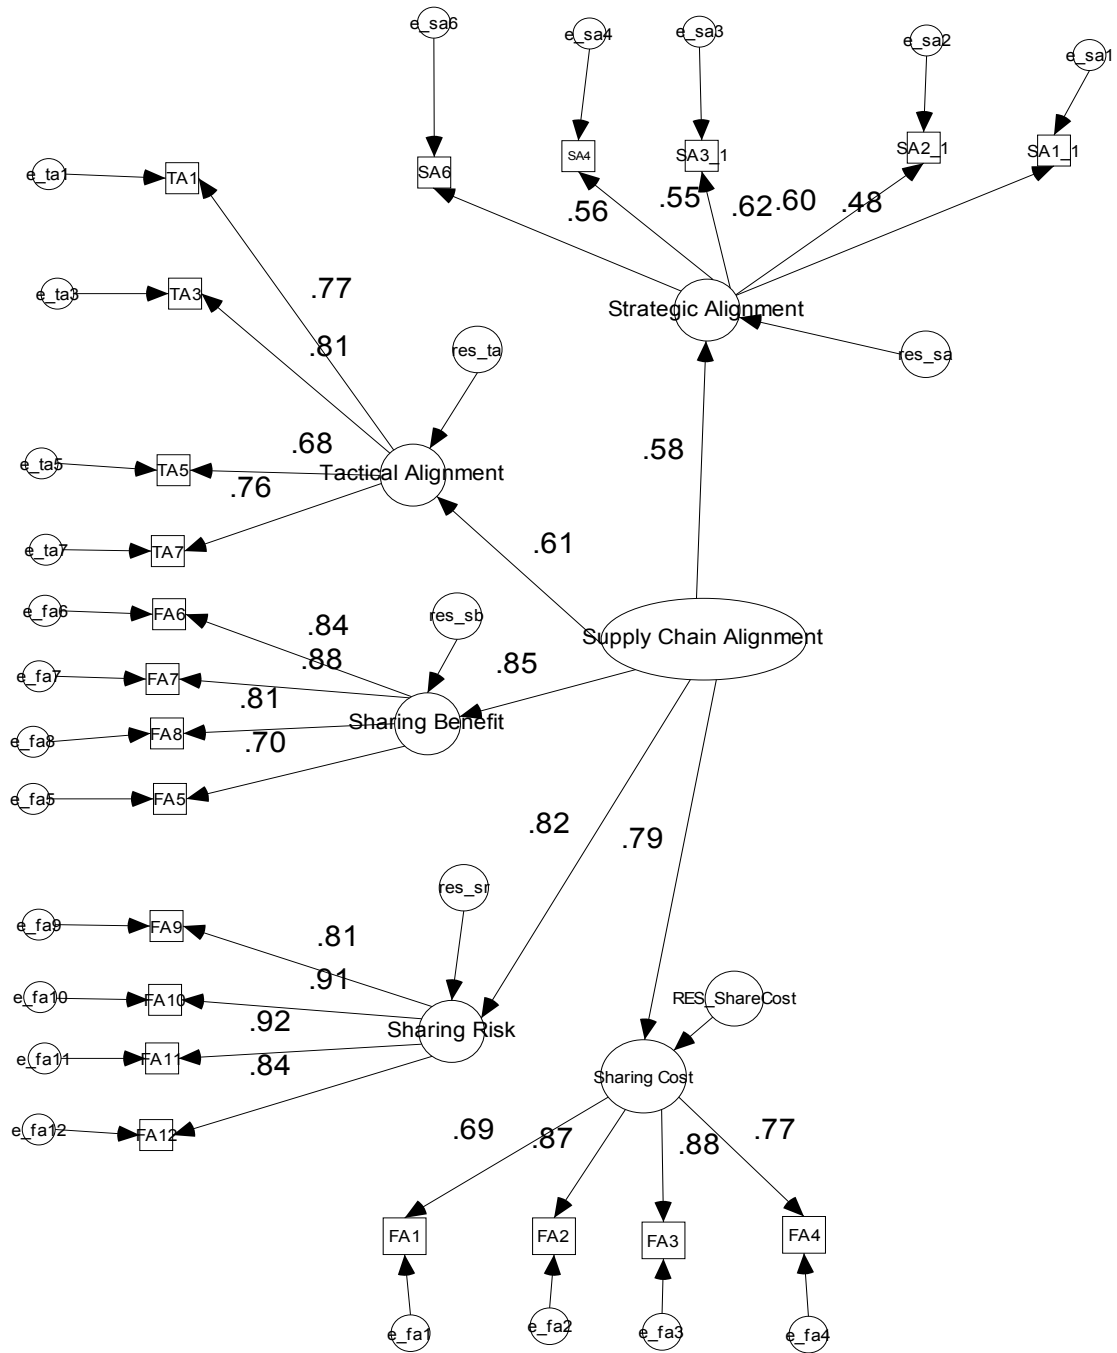 e_sa6
e_sa4
e_sa3
e_sa2
e_sa1
SA6
SA4
SA3_1
SA2_1
SA1_1
e_ta1
TA1
.56
.55
.62
.60
.48
e_ta3
TA3
.77
Strategic Alignment
.81
res_ta
res_sa
.68
.58
e_ta5
TA5
Tactical Alignment
.76
e_ta7
TA7
.61
e_fa6
FA6
.84
res_sb
Supply Chain Alignment
.88
.85
e_fa7
FA7
.81
Sharing Benefit
e_fa8
FA8
.70
e_fa5
FA5
.82
.79
res_sr
e_fa9
FA9
.81
.91
e_fa10
FA10
RES_ShareCost
.92
Sharing Risk
e_fa11
FA11
.84
Sharing Cost
e_fa12
FA12
.69
.87
.88
.77
FA1
FA2
FA3
FA4
e_fa1
e_fa2
e_fa3
e_fa4